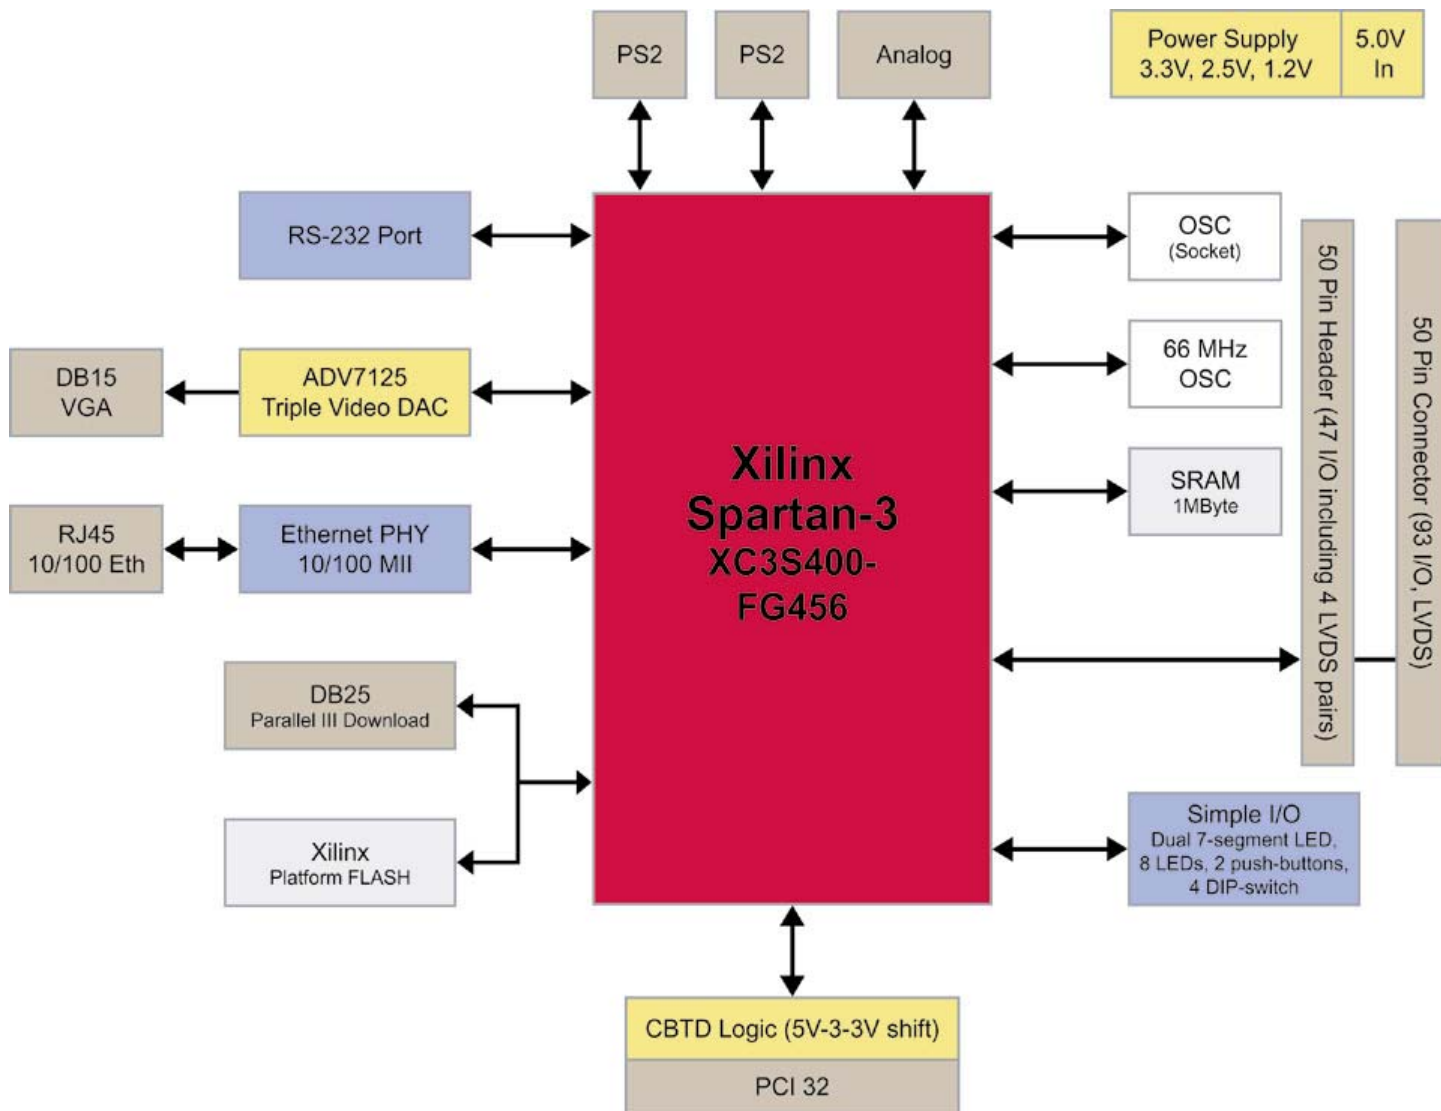 PS2
PS2
Analog
Power Supply
3.3V, 2.5V, 1.2V
5.0V
In
RS-232 Port
OSC
(Socket)
DB15
VGA
ADV7125
Triple Video DAC
66 MHz
OSC
Xilinx
Spartan-3
XC3S400-
FG456
SRAM
1MByte
RJ45
10/100 Eth
Ethernet PHY
10/100 MII
50 Pin Header (47 I/O including 4 LVDS pairs)
50 Pin Connector (93 I/O, LVDS)
DB25
Parallel III Download
Xilinx
Platform FLASH
Simple I/O
Dual 7-segment LED,
8 LEDs, 2 push-buttons,
4 DIP-switch
CBTD Logic (5V-3-3V shift)
PCI 32